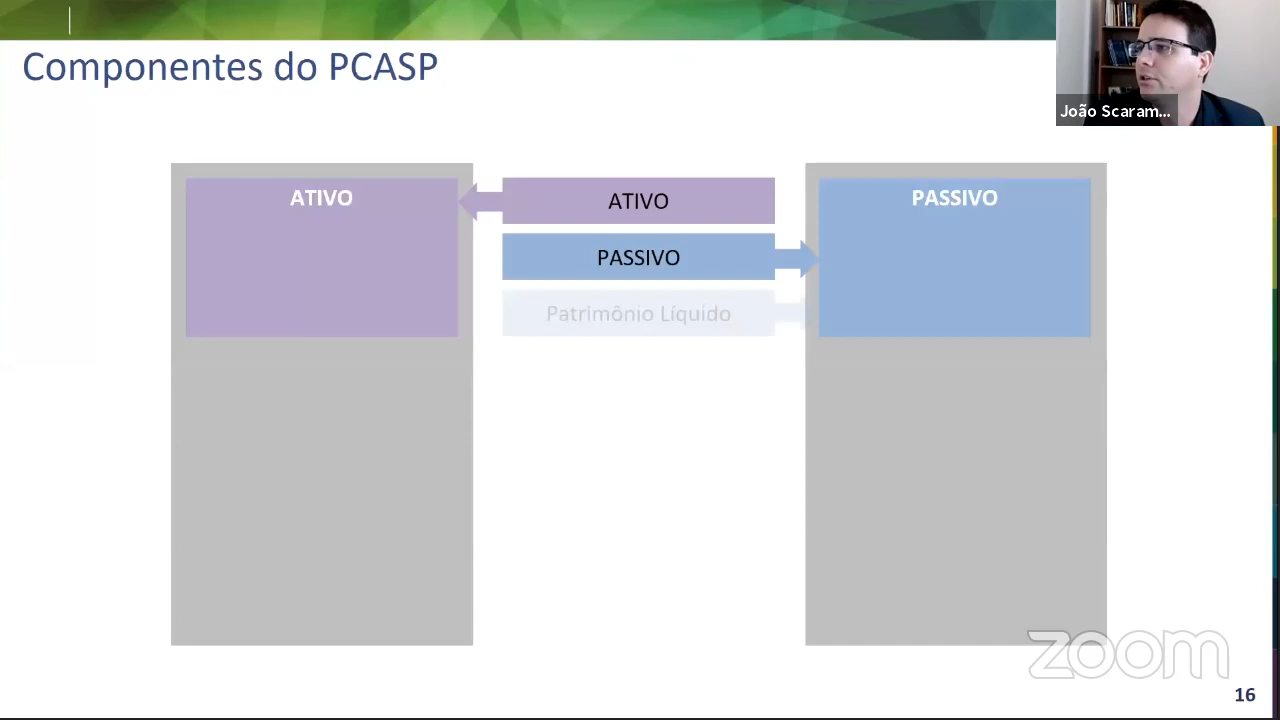 Componentes do PCASP
João Scaram...
ATIVO
ATIVO
PASSIVO
PASSIVO
Patrimônio Líquido
zoom
16